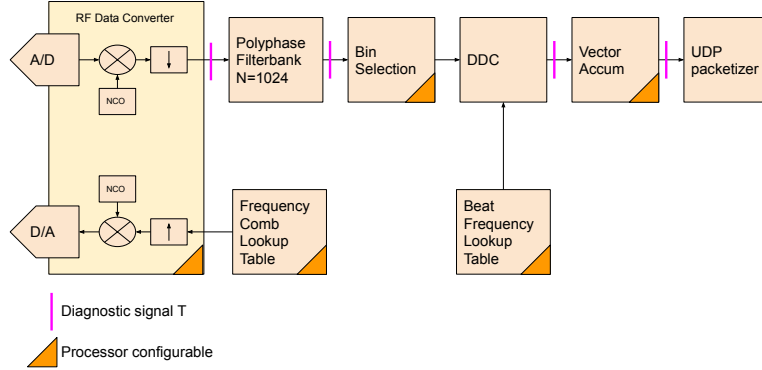 RF Data Converter
A/D
NCO
Polyphase
Filterbank
N=1024
Bin
Selection
DDC
Vector
Accum
UDP
packetizer
D/A
NCO
Frequency
Comb
Lookup
Table
Beat
Frequency
Lookup
Table
Diagnostic signal T
Processor configurable